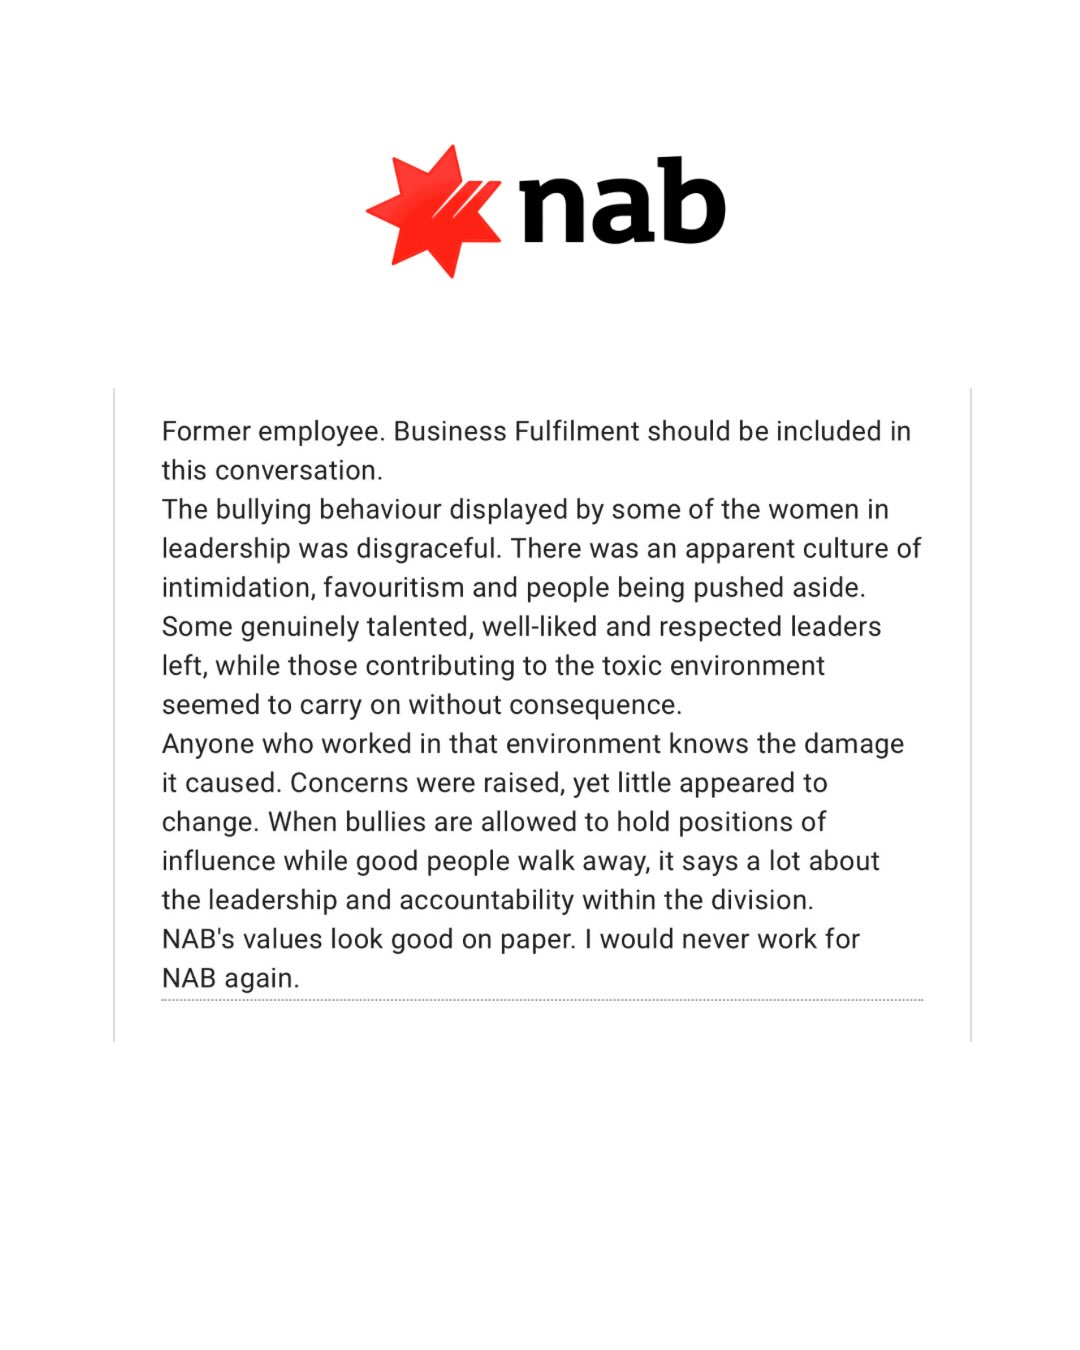 nab
Former employee. Business Fulfilment should be included in
this conversation.
The bullying behaviour displayed by some of the women in
leadership was disgraceful. There was an apparent culture of
intimidation, favouritism and people being pushed aside.
Some genuinely talented, well-liked and respected leaders
left, while those contributing to the toxic environment
seemed to carry on without consequence.
Anyone who worked in that environment knows the damage
it caused. Concerns were raised, yet little appeared to
change. When bullies are allowed to hold positions of
influence while good people walk away, it says a lot about
the leadership and accountability within the division.
NAB's values look good on paper. I would never work for
NAB again.